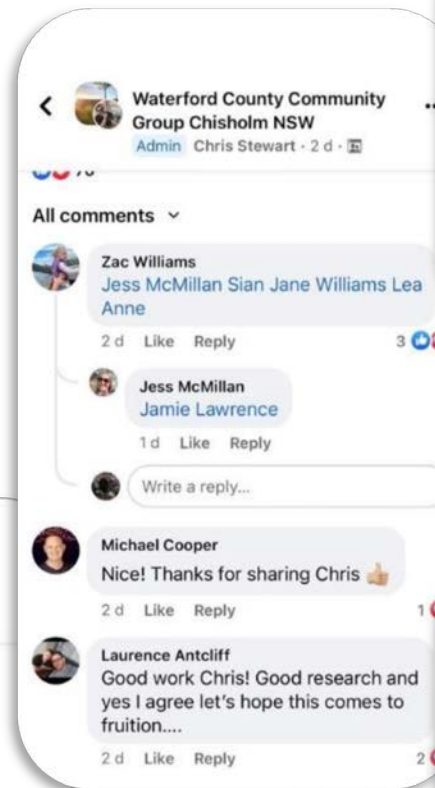 Waterford County Community
Group Chisholm NSW
Admin Chris Stewart · 2 d ·
All comments
Zac Williams
Jess McMillan Sian Jane Williams Lea
Anne
2 d Like Reply 3
Jess McMillan
Jamie Lawrence
1 d Like Reply
Write a reply...
Michael Cooper
Nice! Thanks for sharing Chris 👍🏼
2 d Like Reply 1
Laurence Antcliff
Good work Chris! Good research and
yes I agree let's hope this comes to
fruition....
2 d Like Reply 2